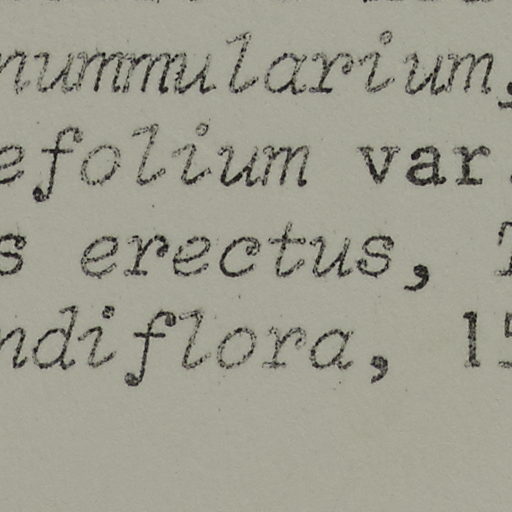 nummularium,
efolium var.
s erectus, T
ndiflora, 15